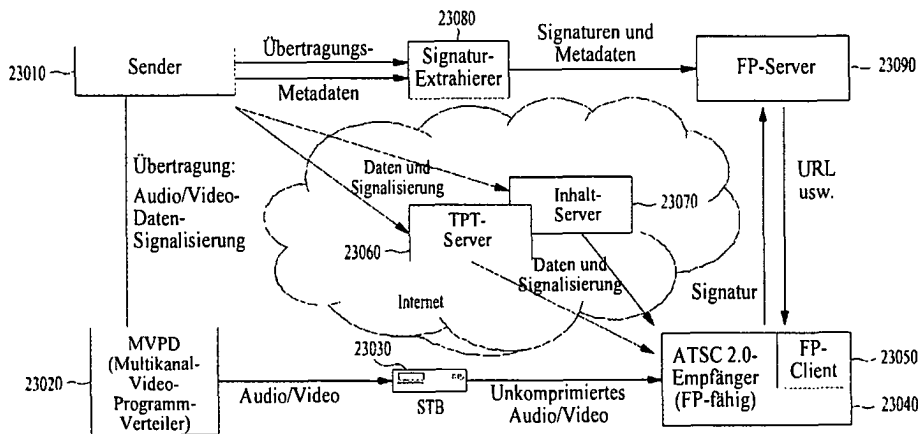 23080
Übertragungs-
Metadaten
Signatur-
Extrahierer
Signaturen und
Metadaten
23010
Sender
FP-Server
23090
Übertragung:
Audio/Video-
Daten-
Signalisierung
Daten und
Signalisierung
Inhalt-
Server
23070
TPT-
Server
23060
Daten und
Signalisierung
Internet
URL
usw.
Signatur
MVPD
(Multikanal-
Video-
Programm-
Verteiler)
23020
Audio/Video
23030
STB
Unkomprimiertes
Audio/Video
ATSC 2.0-
Empfänger
(FP-fähig)
FP-
Client
23050
23040